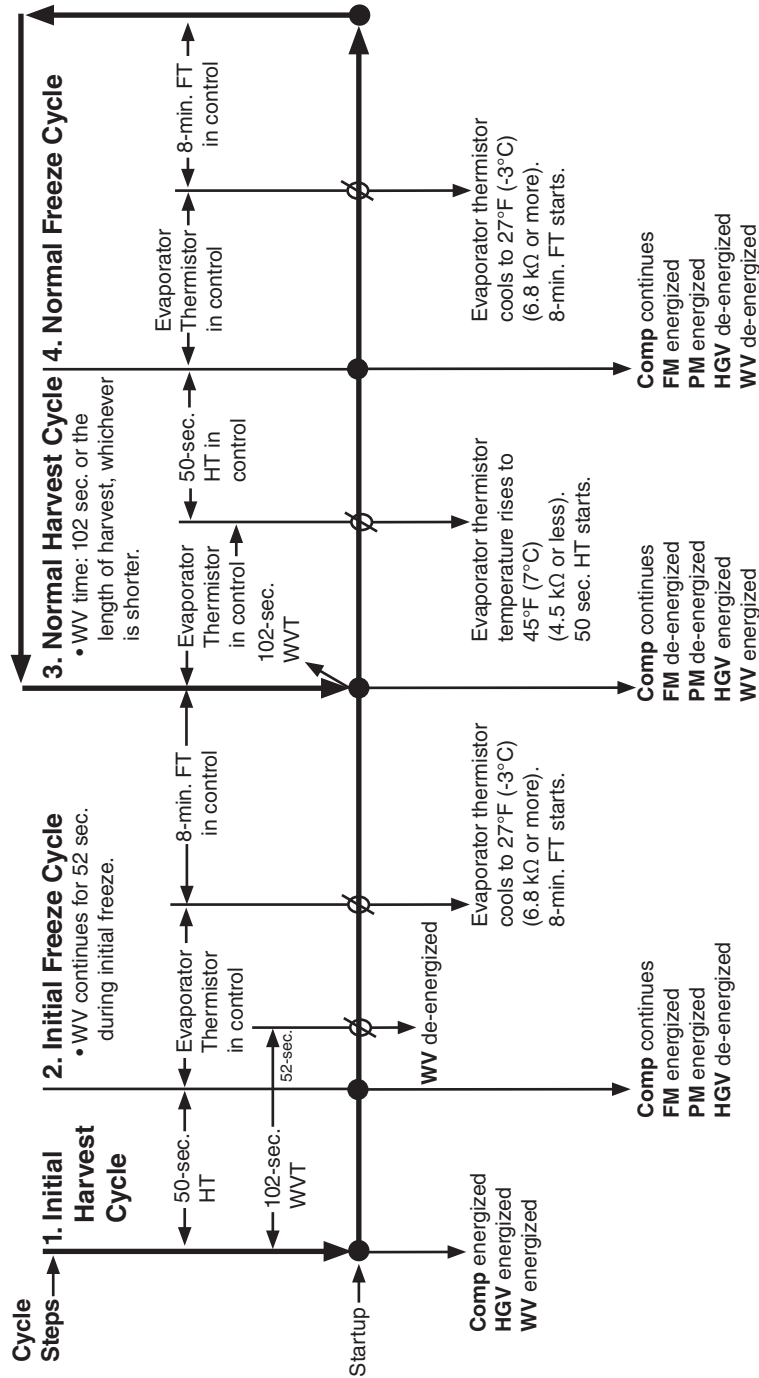 Cycle
Steps
1. Initial
Harvest
Cycle
50-sec.
HT
102-sec.
WVT
Startup
Comp energized
HGV energized
WV energized
2. Initial Freeze Cycle
• WV continues for 52 sec.
during initial freeze.
Evaporator
Thermistor
in control
52-sec.
8-min. FT
in control
WV de-energized
Evaporator thermistor
cools to 27°F (-3°C)
(6.8 kΩ or more).
8-min. FT starts.
Comp continues
FM energized
PM energized
HGV de-energized
3. Normal Harvest Cycle
• WV time: 102 sec. or the
length of harvest, whichever
is shorter.
Evaporator
Thermistor
in control
102-sec.
WVT
50-sec.
HT in
control
Evaporator thermistor
temperature rises to
45°F (7°C)
(4.5 kΩ or less).
50 sec. HT starts.
Comp continues
FM de-energized
PM de-energized
HGV energized
WV energized
4. Normal Freeze Cycle
Evaporator
Thermistor
in control
8-min. FT
in control
Evaporator thermistor
cools to 27°F (-3°C)
(6.8 kΩ or more).
8-min. FT starts.
Comp continues
FM energized
PM energized
HGV de-energized
WV de-energized